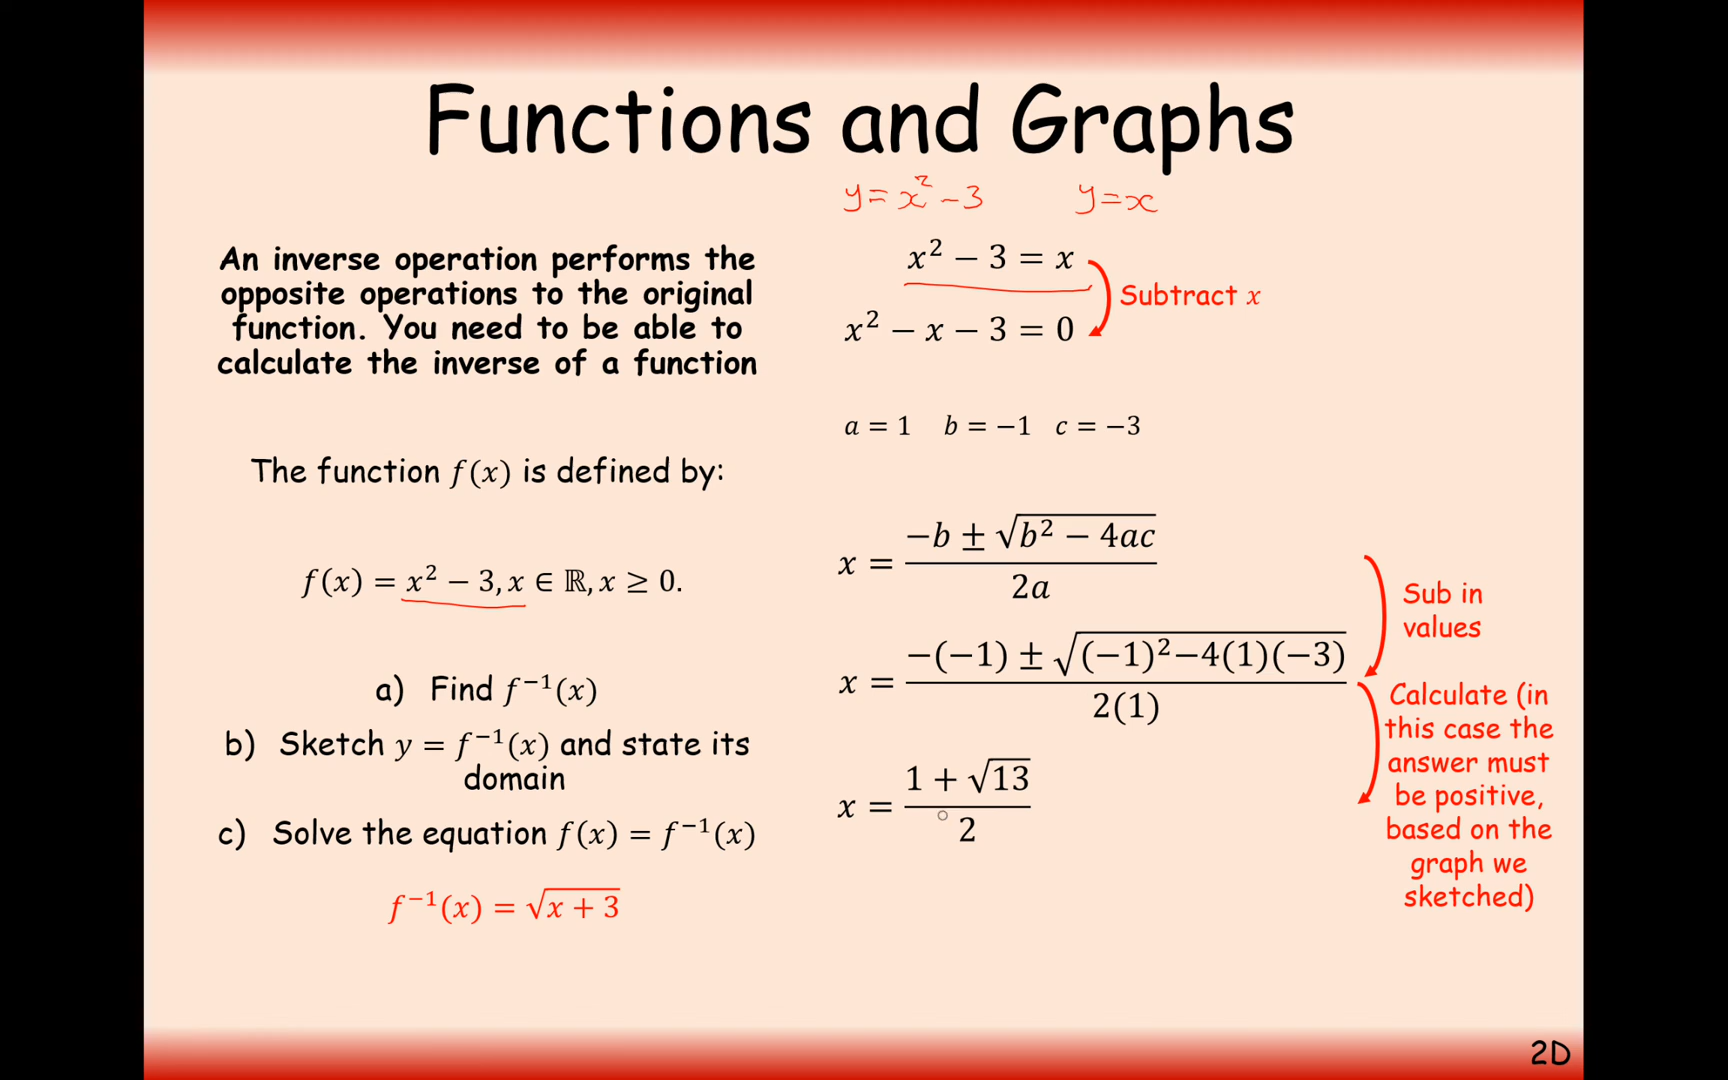 Functions and Graphs
An inverse operation performs the
opposite operations to the original
function. You need to be able to
calculate the inverse of a function
The function f(x) is defined by:
f(x) = x² − 3, x ∈ ℝ, x ≥ 0.
a) Find f⁻¹(x)
b) Sketch y = f⁻¹(x) and state its
domain
c) Solve the equation f(x) = f⁻¹(x)
f⁻¹(x) = √(x + 3)
y = x² − 3 y = x
x² − 3 = x
Subtract x
x² − x − 3 = 0
a = 1 b = −1 c = −3
x = (−b ± √(b² − 4ac)) / 2a
Sub in
values
x = (−(−1) ± √((−1)²−4(1)(−3))) / 2(1)
Calculate (in
this case the
answer must
be positive,
based on the
graph we
sketched)
x = (1 + √13) / 2
2D